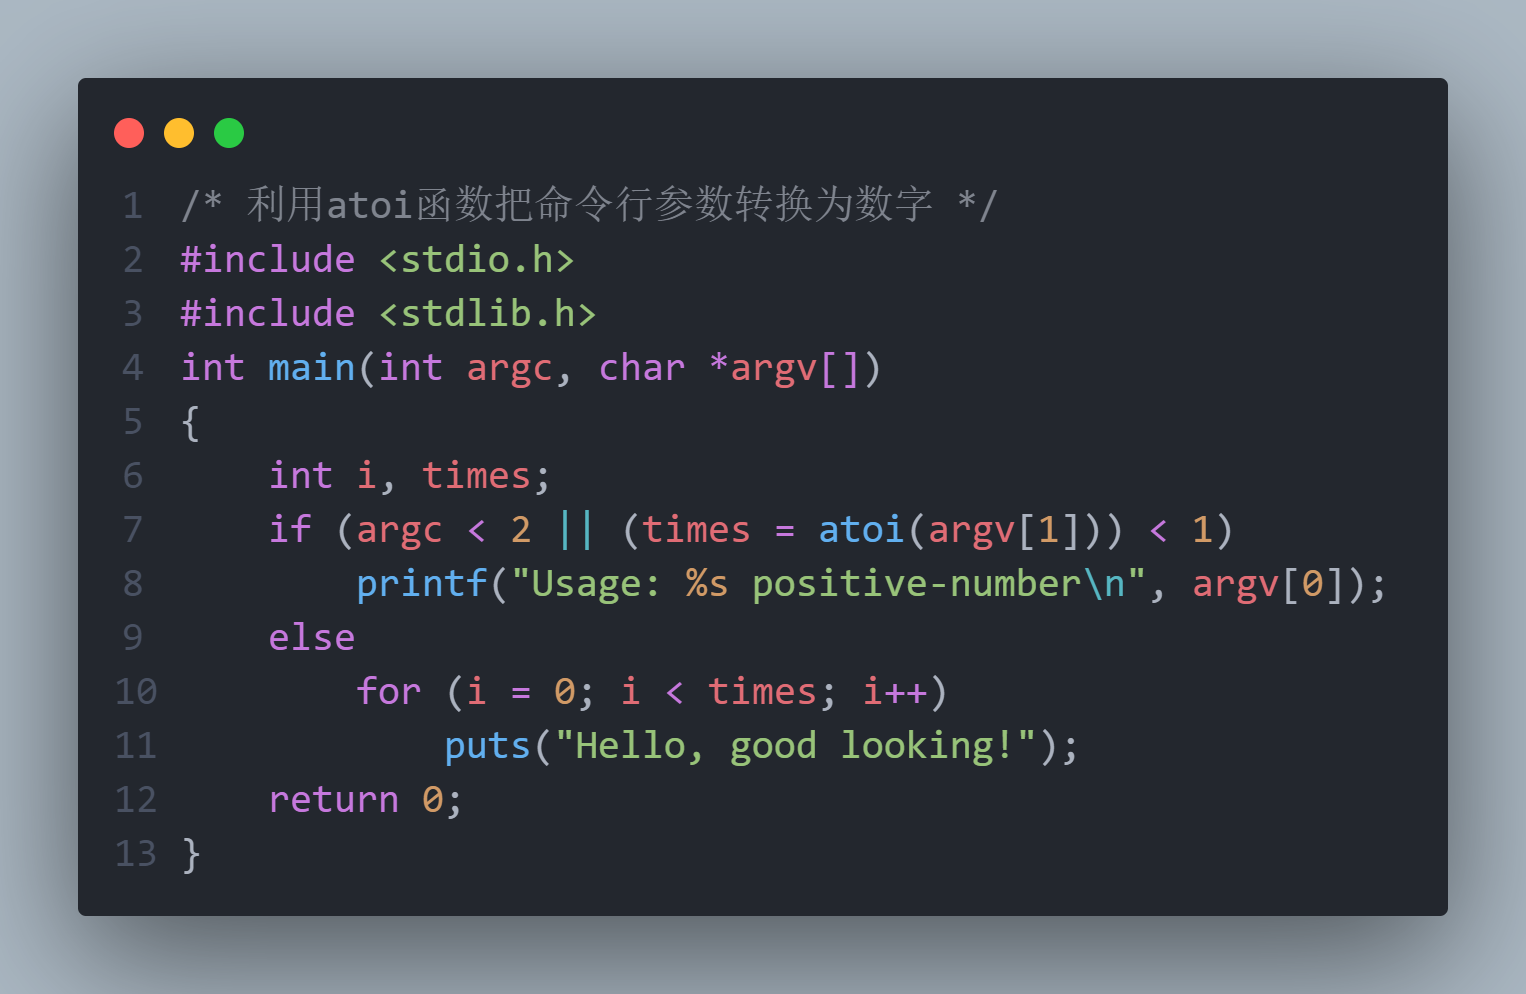 1 /* 利用atoi函数把命令行参数转换为数字 */
2 #include <stdio.h>
3 #include <stdlib.h>
4 int main(int argc, char *argv[])
5 {
6     int i, times;
7     if (argc < 2 || (times = atoi(argv[1])) < 1)
8         printf("Usage: %s positive-number\n", argv[0]);
9     else
10         for (i = 0; i < times; i++)
11             puts("Hello, good looking!");
12     return 0;
13 }